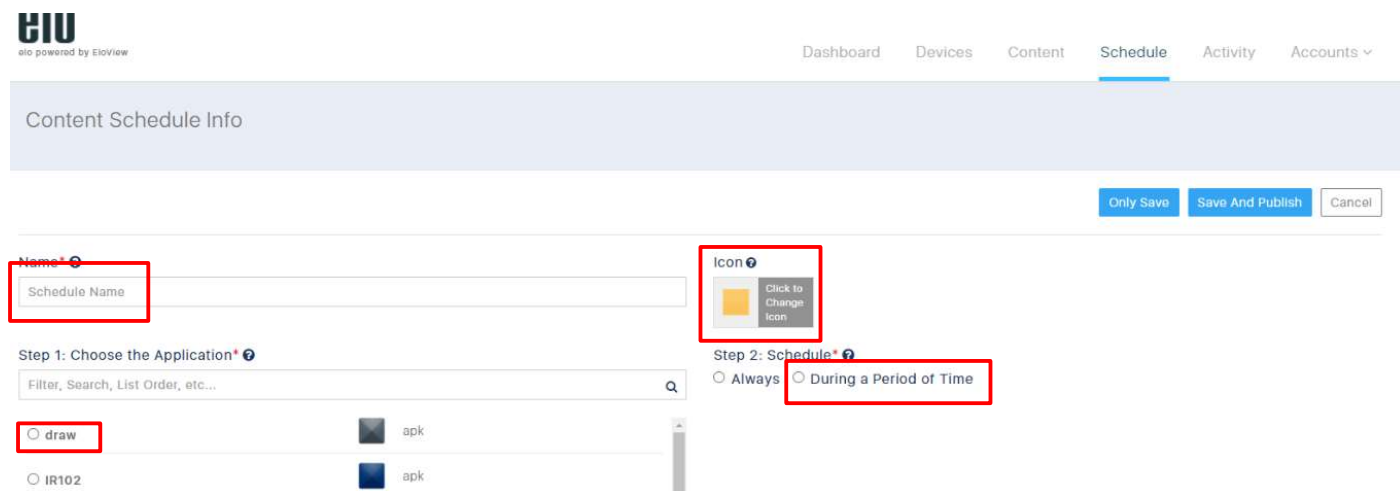 elo
elo powered by EloView
Dashboard Devices Content Schedule Activity Accounts
Content Schedule Info
Only Save Save And Publish Cancel
Name* Icon
Schedule Name
Click to
Change
Icon
Step 1: Choose the Application* Step 2: Schedule*
Filter, Search, List Order, etc... Always During a Period of Time
draw apk
IR102 apk